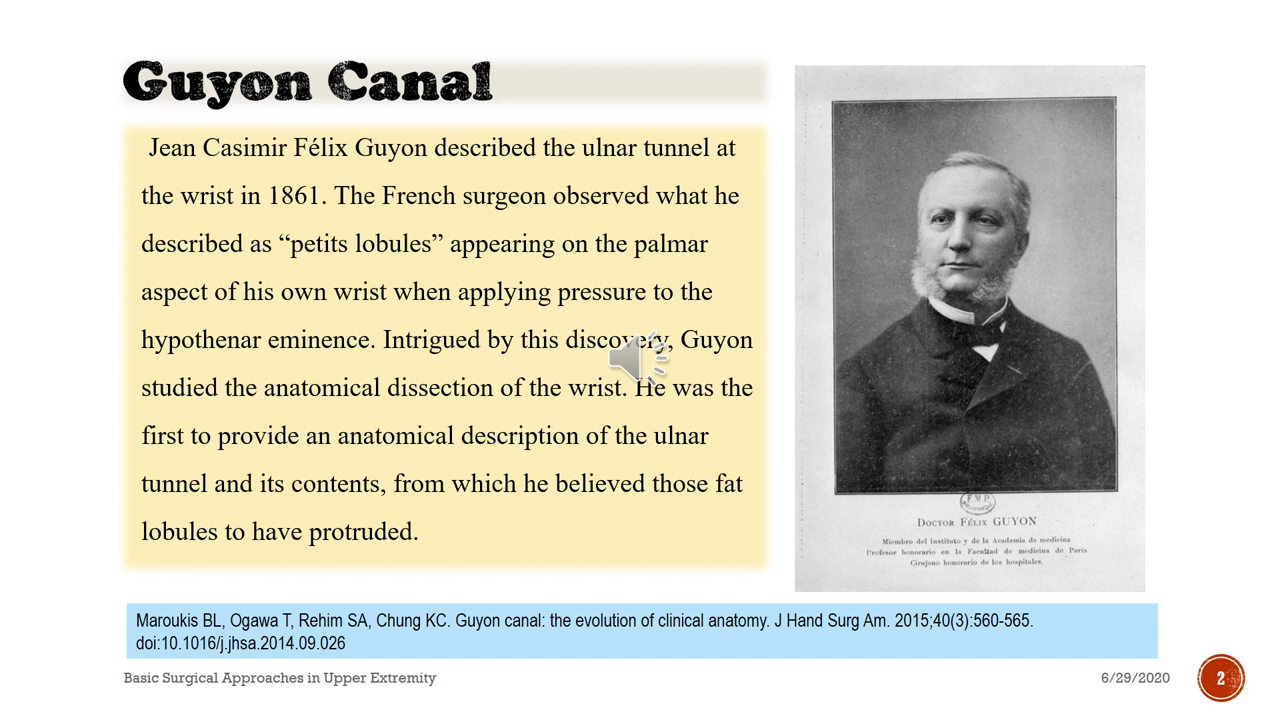 Guyon Canal
Jean Casimir Félix Guyon described the ulnar tunnel at
the wrist in 1861. The French surgeon observed what he
described as “petits lobules” appearing on the palmar
aspect of his own wrist when applying pressure to the
hypothenar eminence. Intrigued by this discovery, Guyon
studied the anatomical dissection of the wrist. He was the
first to provide an anatomical description of the ulnar
tunnel and its contents, from which he believed those fat
lobules to have protruded.
F.M.P.
Doctor Félix GUYON
Miembro del Instituto y de la Academia de medicina
Profesor honorario en la Facultad de medicina de Paris
Cirujano honorario de los hospitales.
Maroukis BL, Ogawa T, Rehim SA, Chung KC. Guyon canal: the evolution of clinical anatomy. J Hand Surg Am. 2015;40(3):560-565.
doi:10.1016/j.jhsa.2014.09.026
Basic Surgical Approaches in Upper Extremity
6/29/2020
2